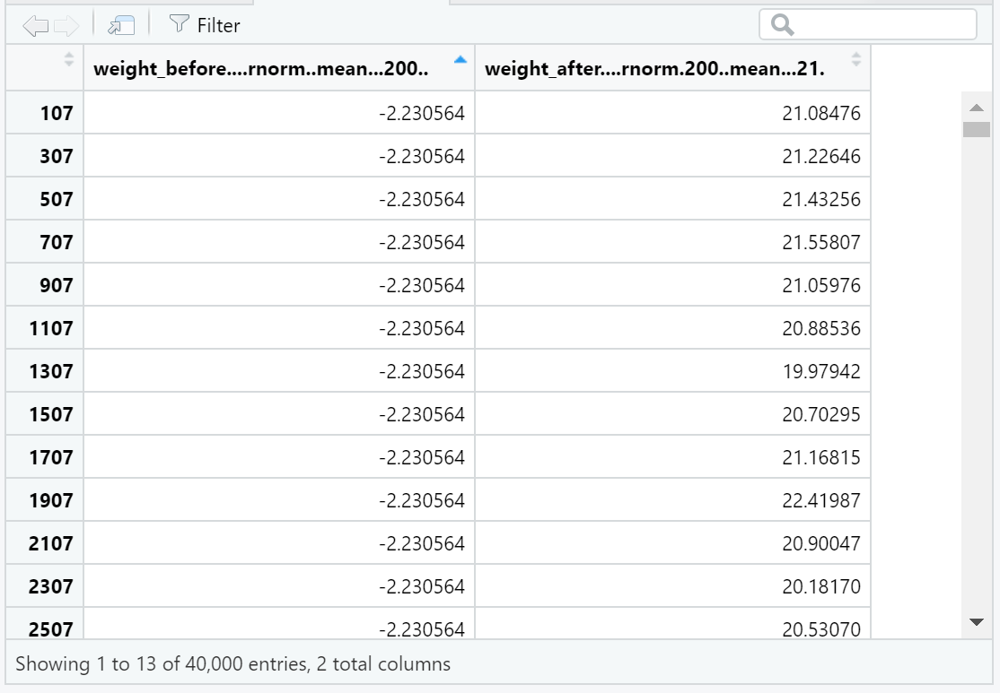 Filter
weight_before....rnorm..mean...200.. weight_after....rnorm.200..mean...21.
107 -2.230564 21.08476
307 -2.230564 21.22646
507 -2.230564 21.43256
707 -2.230564 21.55807
907 -2.230564 21.05976
1107 -2.230564 20.88536
1307 -2.230564 19.97942
1507 -2.230564 20.70295
1707 -2.230564 21.16815
1907 -2.230564 22.41987
2107 -2.230564 20.90047
2307 -2.230564 20.18170
2507 -2.230564 20.53070
Showing 1 to 13 of 40,000 entries, 2 total columns